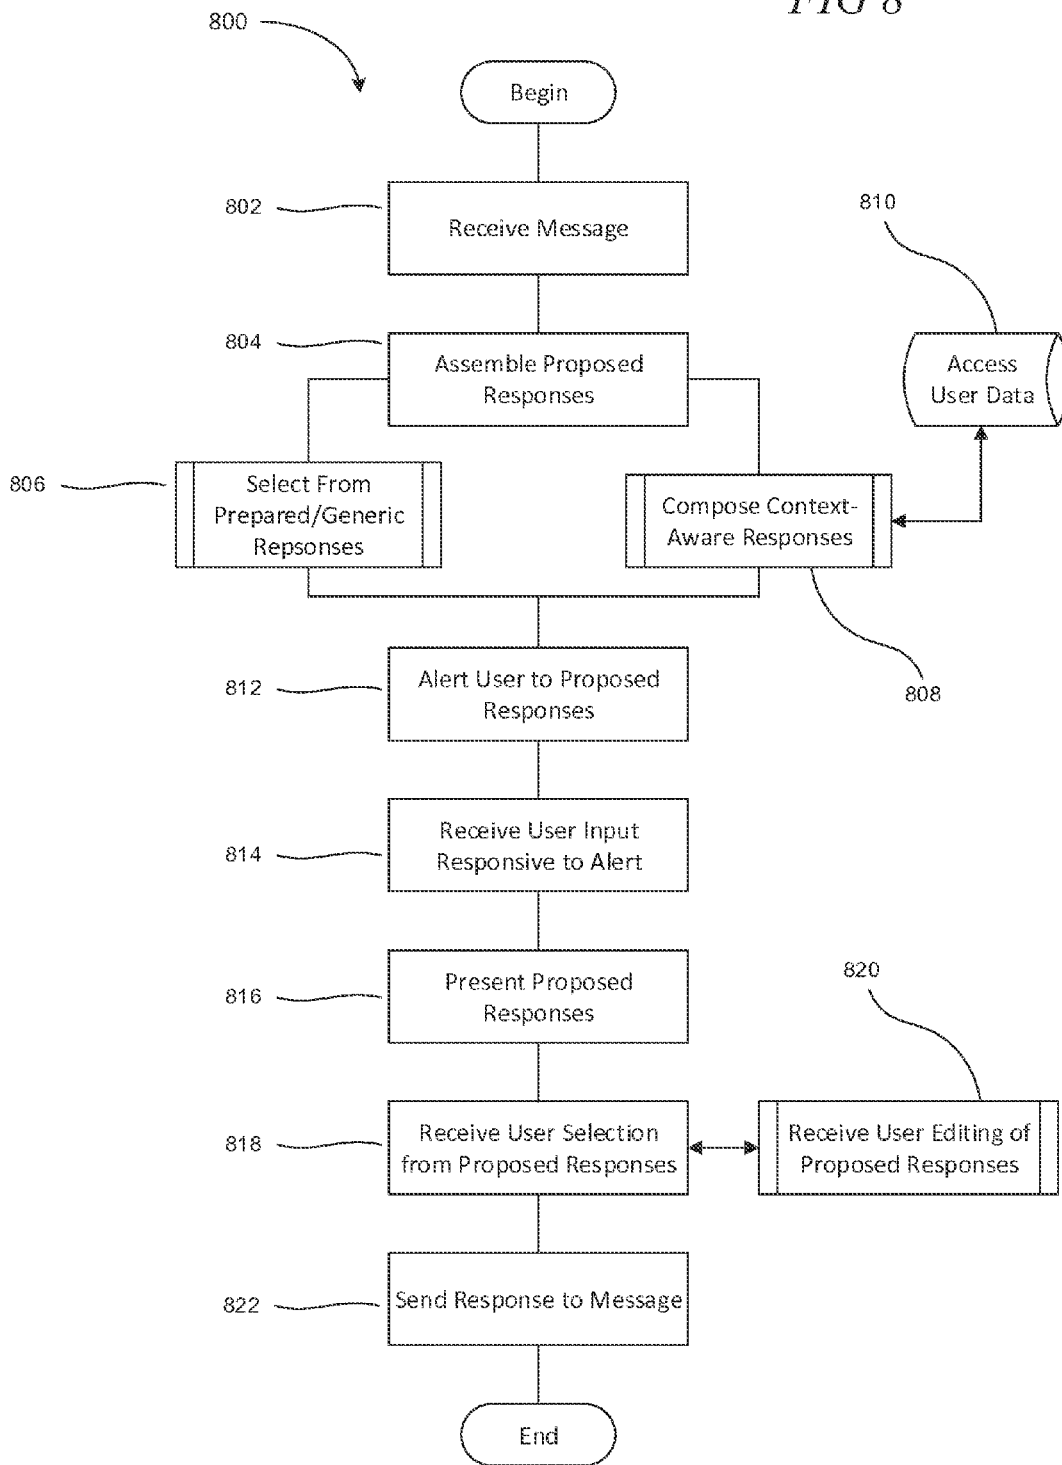 FIG 8
800
Begin
802
Receive Message
810
804
Assemble Proposed
Responses
Access
User Data
806
Select From
Prepared/Generic
Repsonses
Compose Context-
Aware Responses
808
812
Alert User to Proposed
Responses
814
Receive User Input
Responsive to Alert
816
Present Proposed
Responses
820
818
Receive User Selection
from Proposed Responses
Receive User Editing of
Proposed Responses
822
Send Response to Message
End